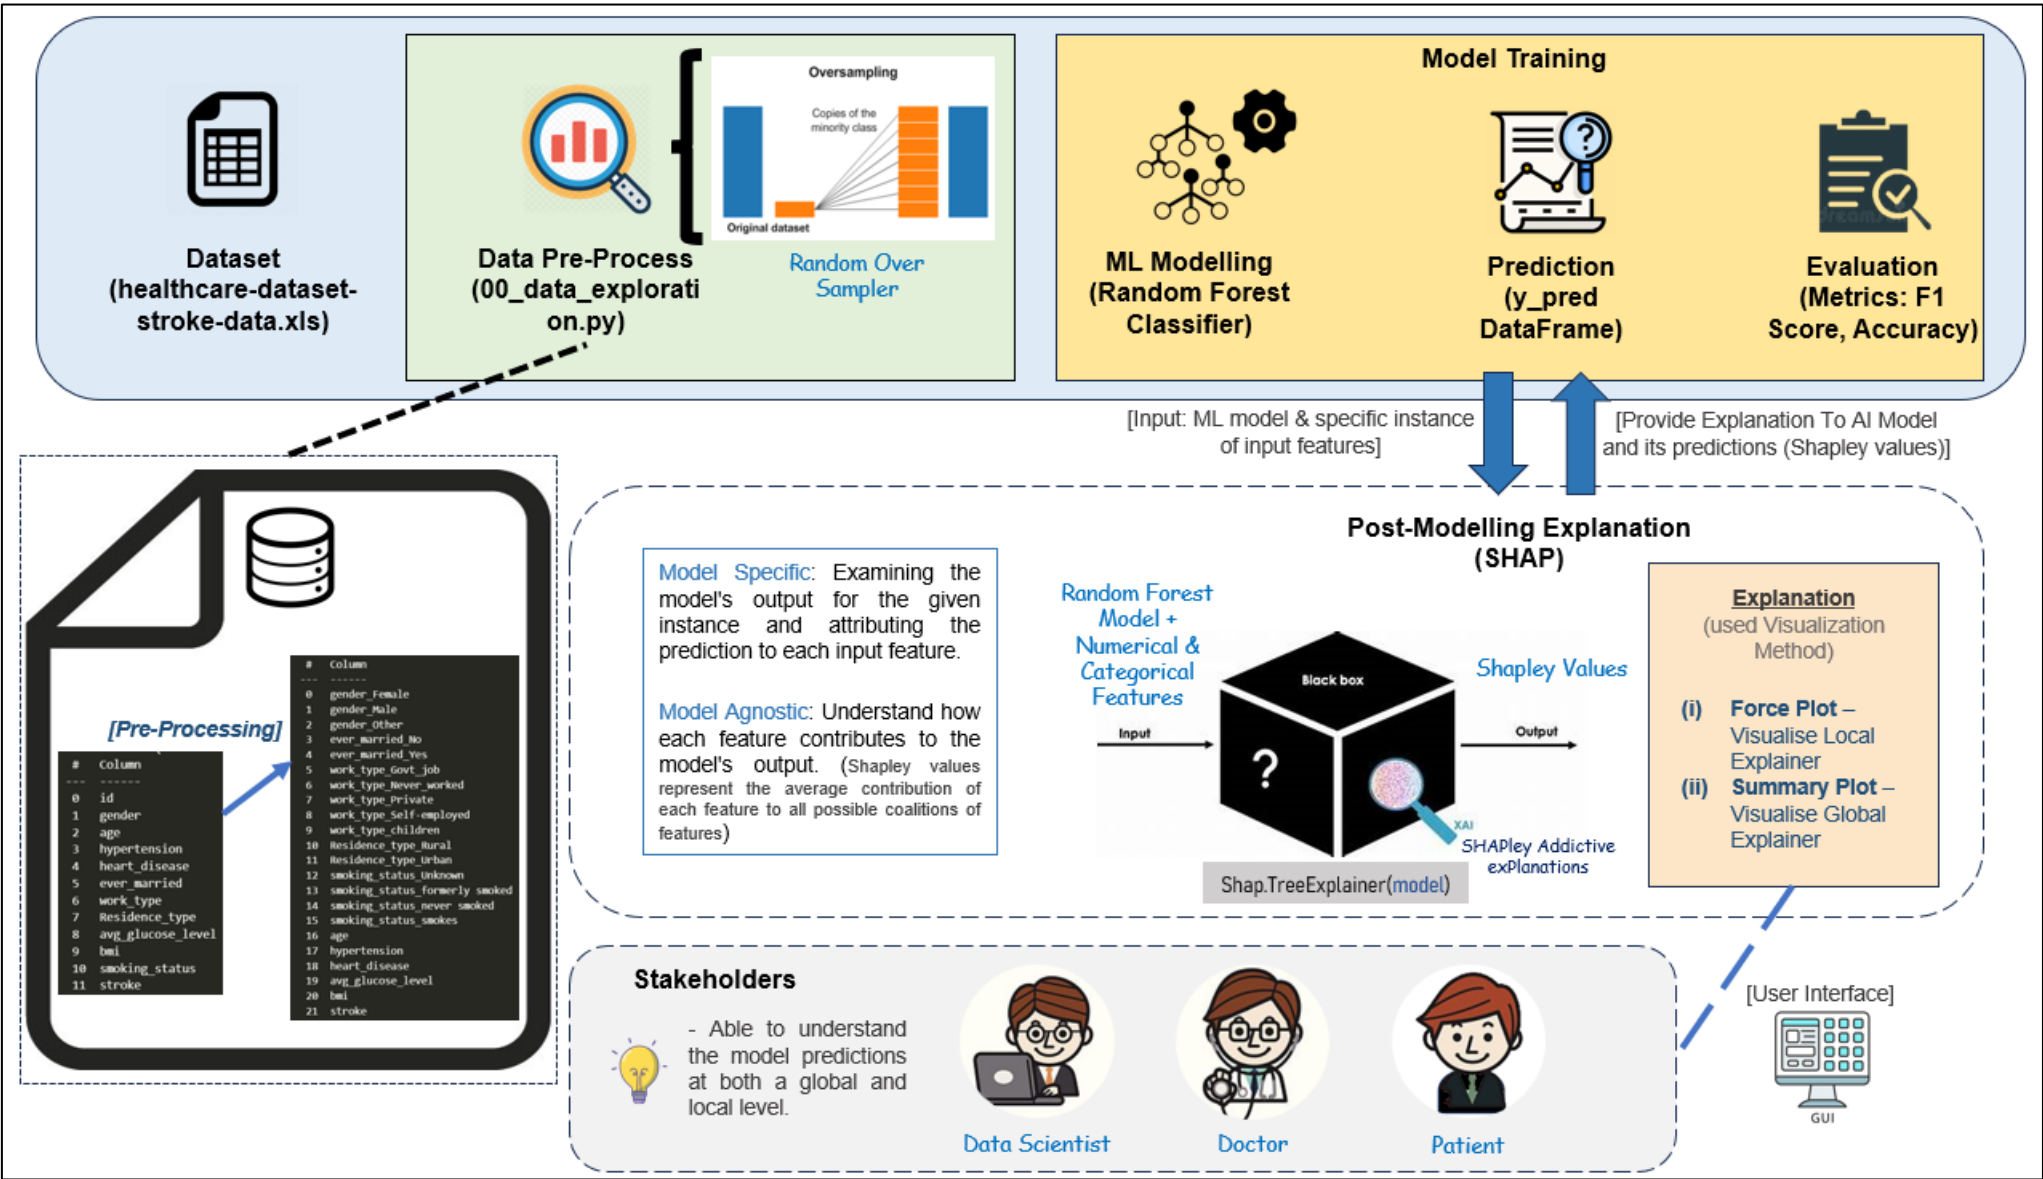 Dataset
(healthcare-dataset-
stroke-data.xls)
Data Pre-Process
(00_data_explorati
on.py)
Oversampling
Copies of the
minority class
Original dataset
Random Over
Sampler
Model Training
ML Modelling
(Random Forest
Classifier)
Prediction
(y_pred
DataFrame)
Evaluation
(Metrics: F1
Score, Accuracy)
[Input: ML model & specific instance
of input features]
[Provide Explanation To AI Model
and its predictions (Shapley values)]
[Pre-Processing]
# Column
--- ------
0 id
1 gender
2 age
3 hypertension
4 heart_disease
5 ever_married
6 work_type
7 Residence_type
8 avg_glucose_level
9 bmi
10 smoking_status
11 stroke
# Column
--- ------
0 gender_Female
1 gender_Male
2 gender_Other
3 ever_married_No
4 ever_married_Yes
5 work_type_Govt_job
6 work_type_Never_worked
7 work_type_Private
8 work_type_Self-employed
9 work_type_children
10 Residence_type_Rural
11 Residence_type_Urban
12 smoking_status_Unknown
13 smoking_status_formerly smoked
14 smoking_status_never smoked
15 smoking_status_smokes
16 age
17 hypertension
18 heart_disease
19 avg_glucose_level
20 bmi
21 stroke
Post-Modelling Explanation
(SHAP)
Model Specific: Examining the
model's output for the given
instance and attributing the
prediction to each input feature.
Model Agnostic: Understand how
each feature contributes to the
model's output. (Shapley values
represent the average contribution of
each feature to all possible coalitions of
features)
Random Forest
Model +
Numerical &
Categorical
Features
Input
Black box
?
Shapley Values
Output
XAI
SHAPley Addictive
exPlanations
Shap.TreeExplainer(model)
Explanation
(used Visualization
Method)
(i) Force Plot –
Visualise Local
Explainer
(ii) Summary Plot –
Visualise Global
Explainer
Stakeholders
- Able to understand
the model predictions
at both a global and
local level.
Data Scientist
Doctor
Patient
[User Interface]
GUI